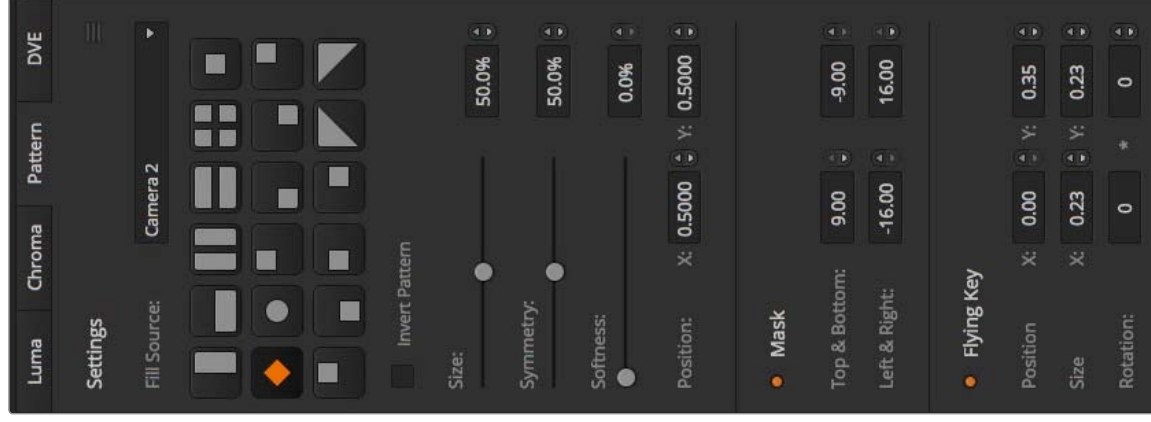 Luma Chroma Pattern DVE
Settings
Fill Source: Camera 2
Invert Pattern
Size: 50.0%
Symmetry: 50.0%
Softness: 0.0%
Position: X: 0.5000 Y: 0.5000
Mask
Top & Bottom: 9.00 -9.00
Left & Right: -16.00 16.00
Flying Key
Position X: 0.00 Y: 0.35
Size X: 0.23 Y: 0.23
Rotation: 0 * 0